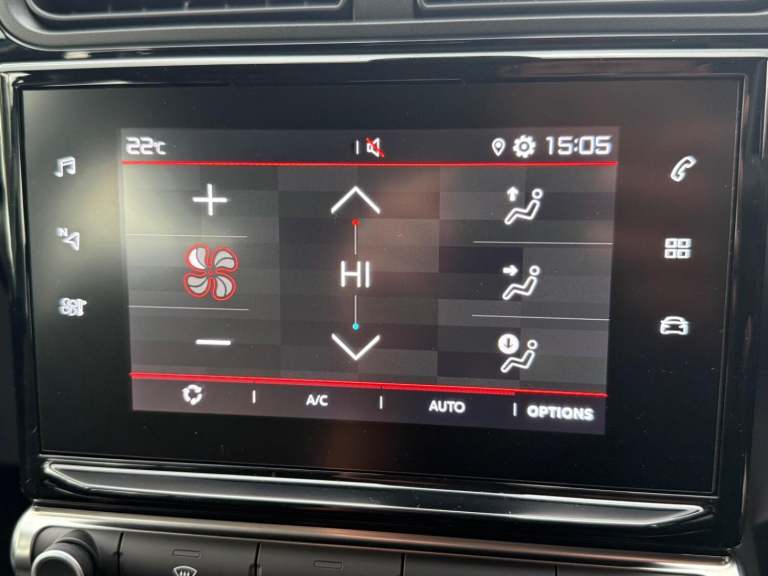 22°C
15:05
N
HI
A/C
AUTO
OPTIONS